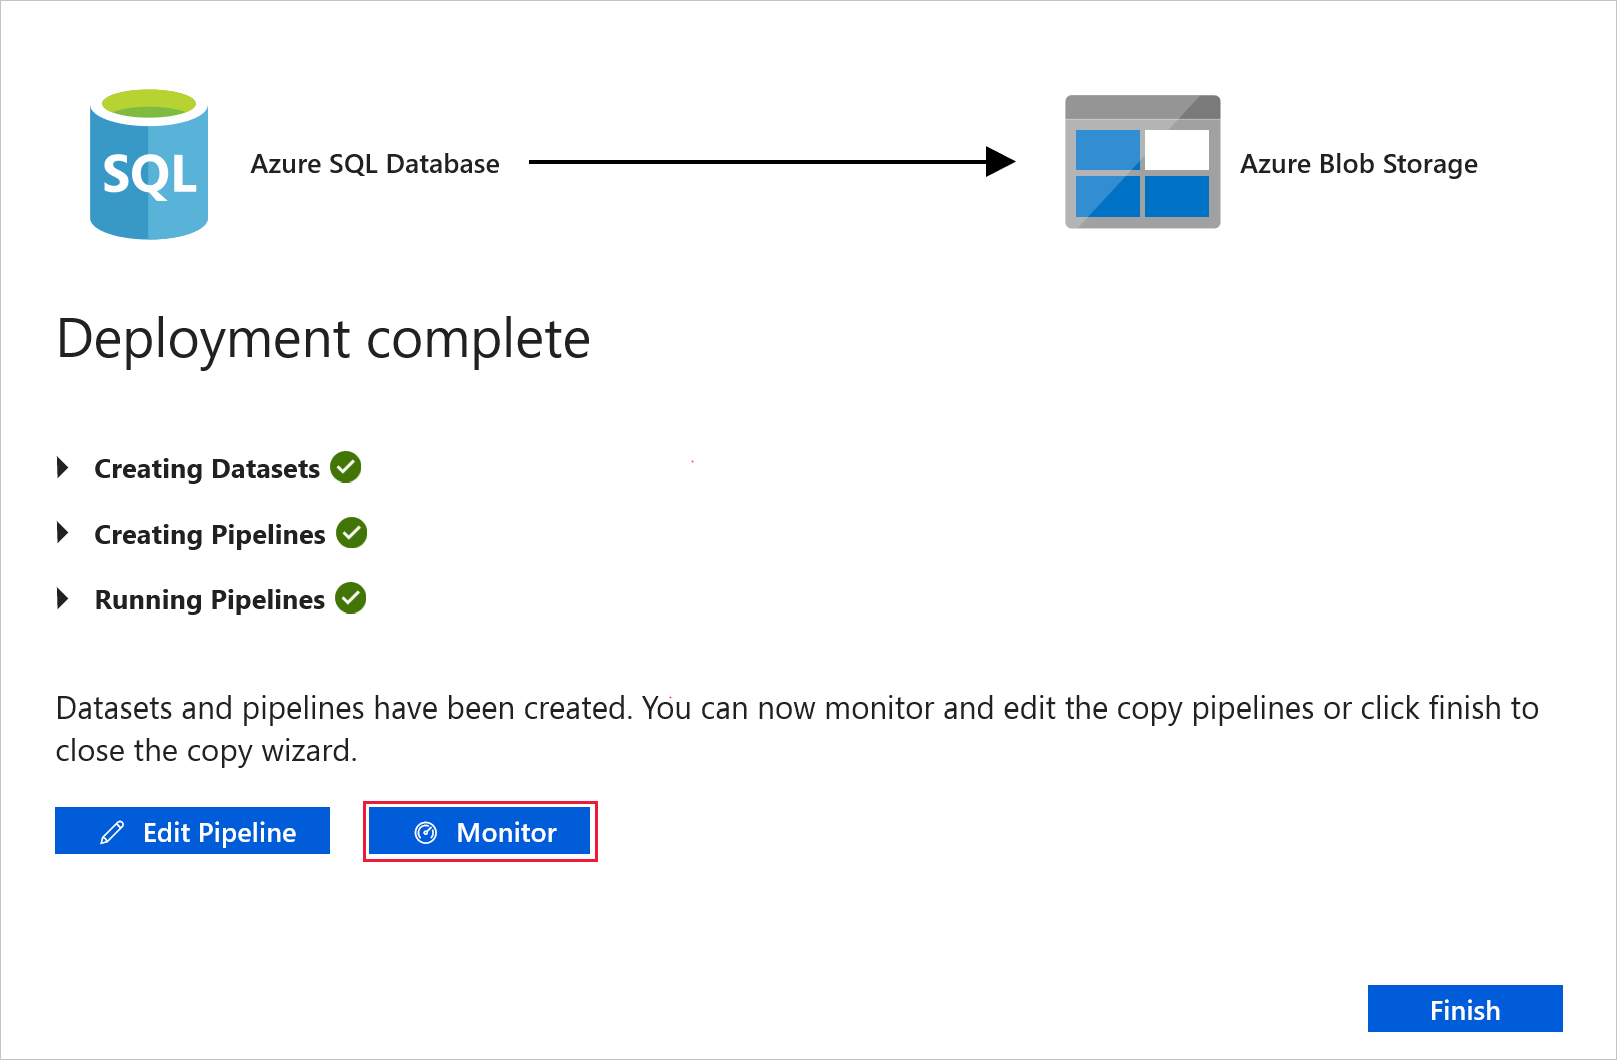 SQL
Azure SQL Database
Azure Blob Storage
Deployment complete
Creating Datasets
Creating Pipelines
Running Pipelines
Datasets and pipelines have been created. You can now monitor and edit the copy pipelines or click finish to
close the copy wizard.
Edit Pipeline
Monitor
Finish